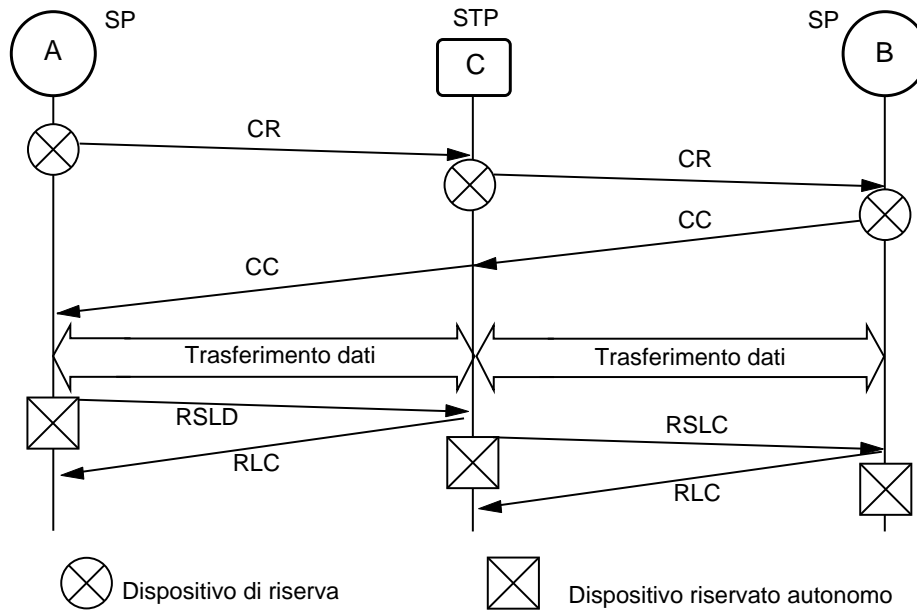 SP
STP
SP
A
C
B
CR
CR
CC
CC
Trasferimento dati
Trasferimento dati
RSLD
RSLC
RLC
RLC
Dispositivo di riserva
Dispositivo riservato autonomo